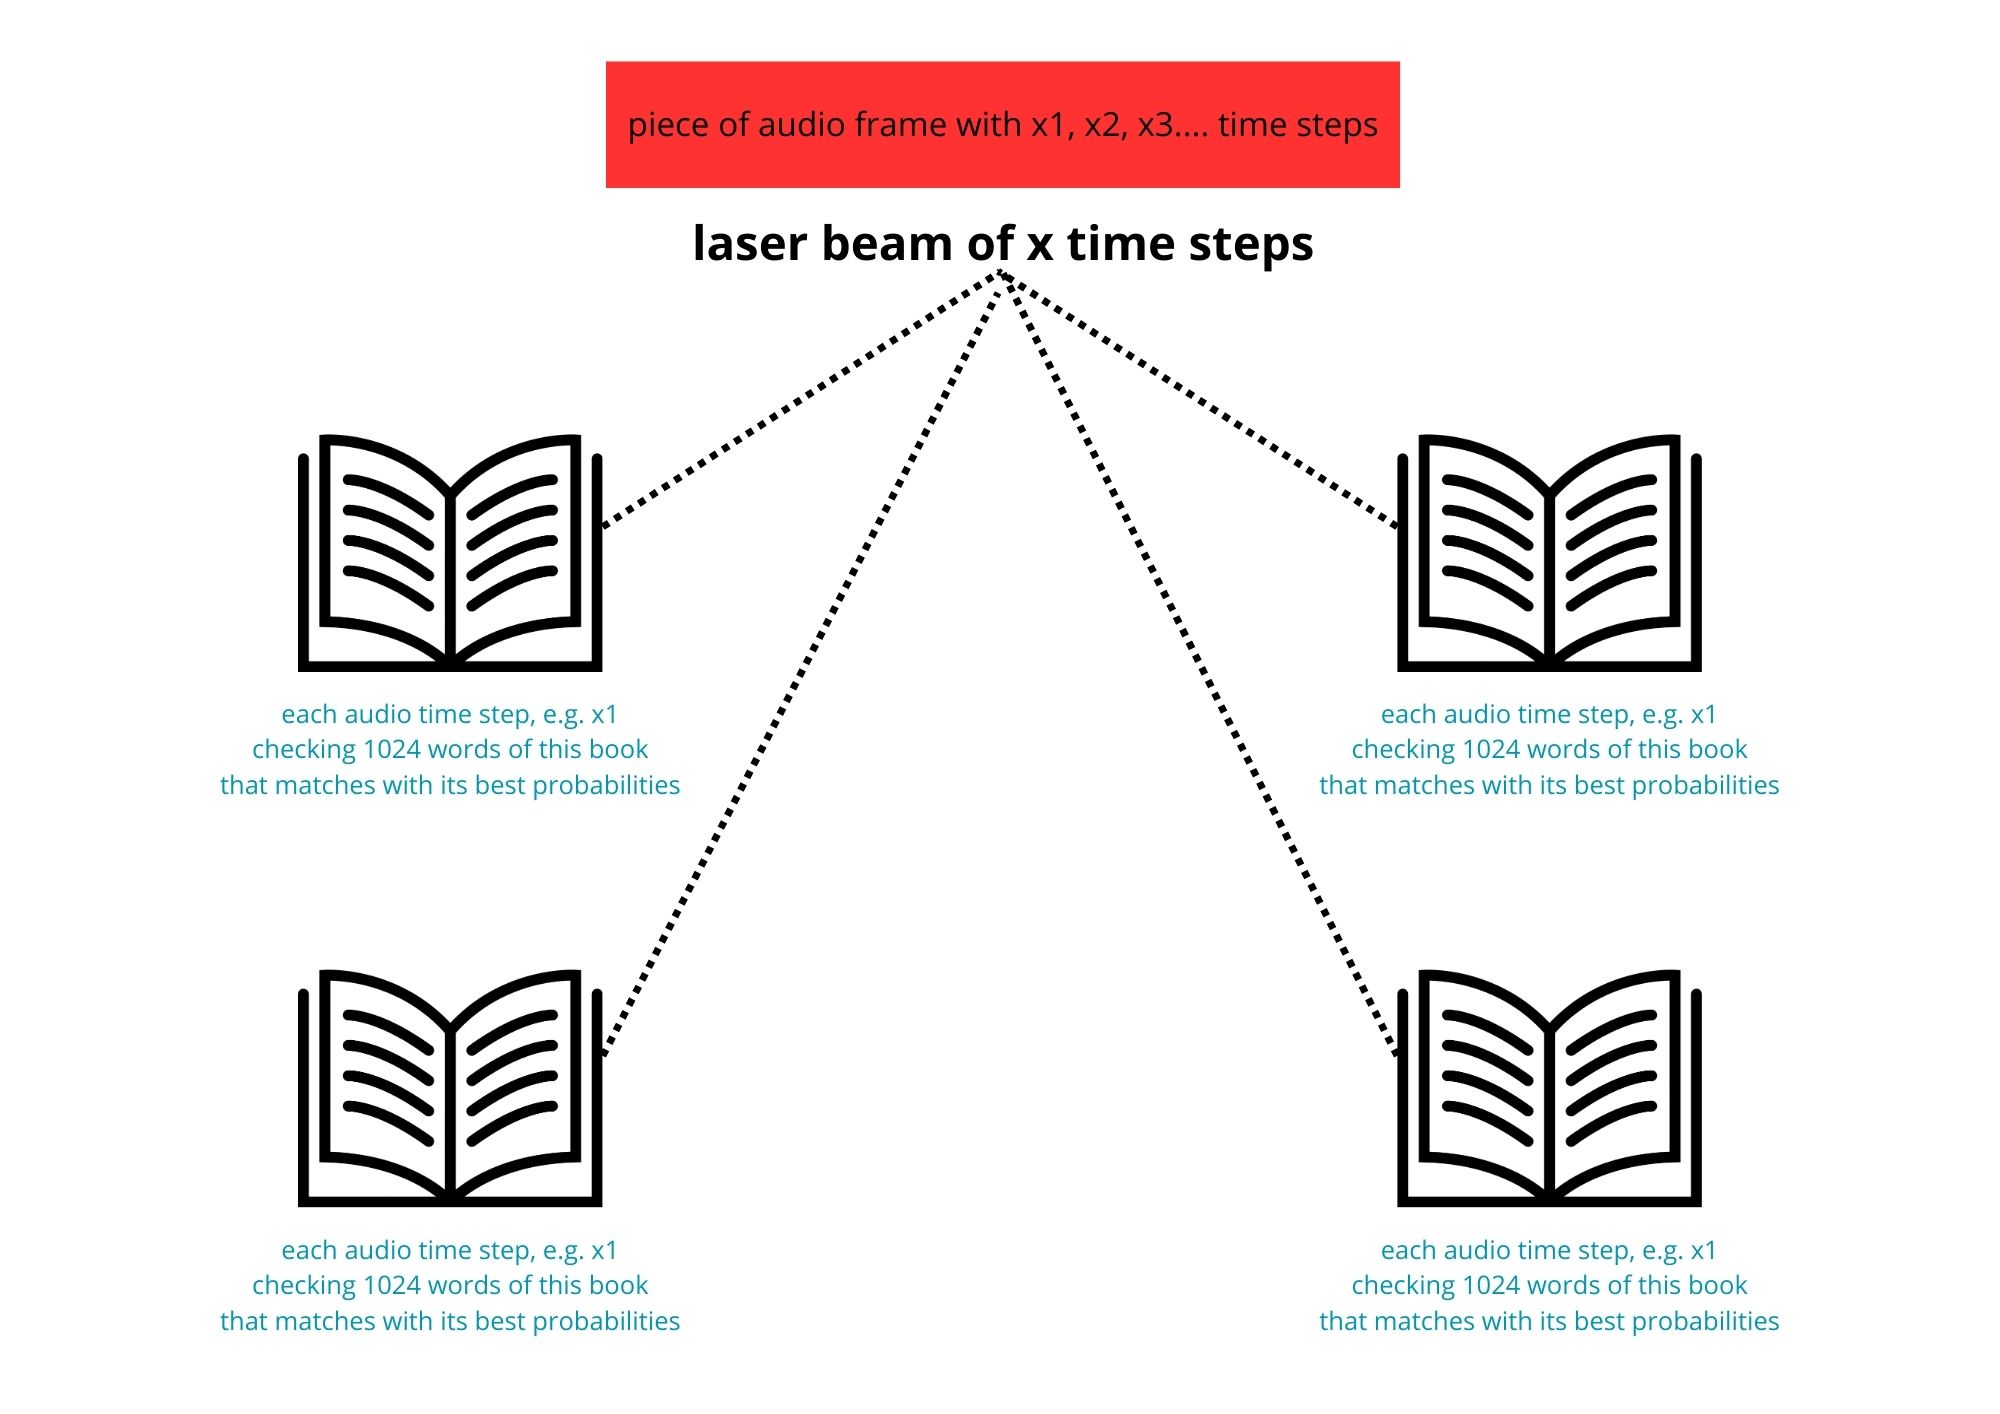 piece of audio frame with x1, x2, x3.... time steps
laser beam of x time steps
each audio time step, e.g. x1
checking 1024 words of this book
that matches with its best probabilities
each audio time step, e.g. x1
checking 1024 words of this book
that matches with its best probabilities
each audio time step, e.g. x1
checking 1024 words of this book
that matches with its best probabilities
each audio time step, e.g. x1
checking 1024 words of this book
that matches with its best probabilities